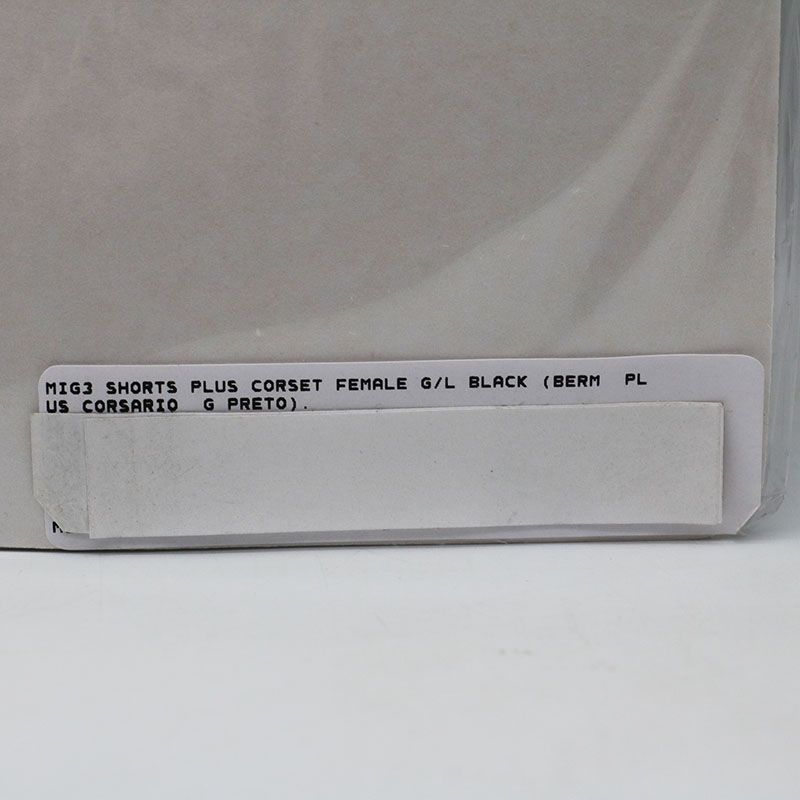 MIG3 SHORTS PLUS CORSET FEMALE G/L BLACK (BERM  PL
US CORSARIO  G PRETO).